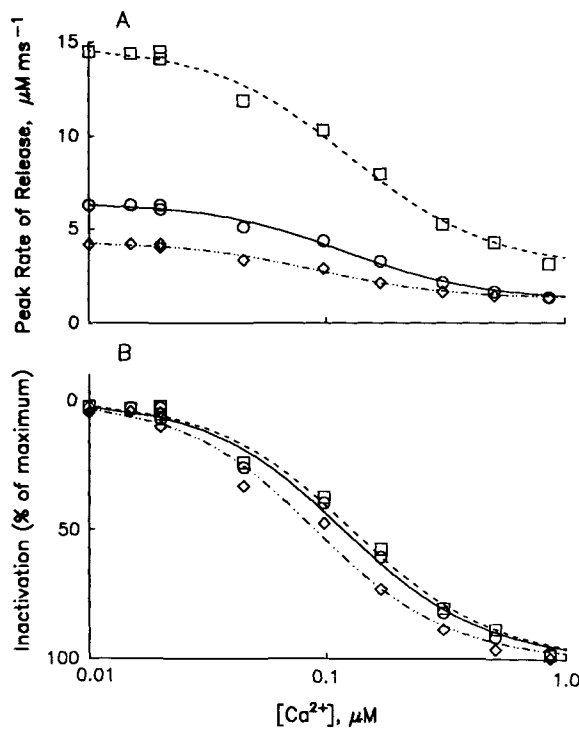 A
15
10
5
0
Peak Rate of Release, μM ms⁻¹
B
0
50
100
Inactivation (% of maximum)
0.01 0.1 1.0
[Ca²⁺], μM